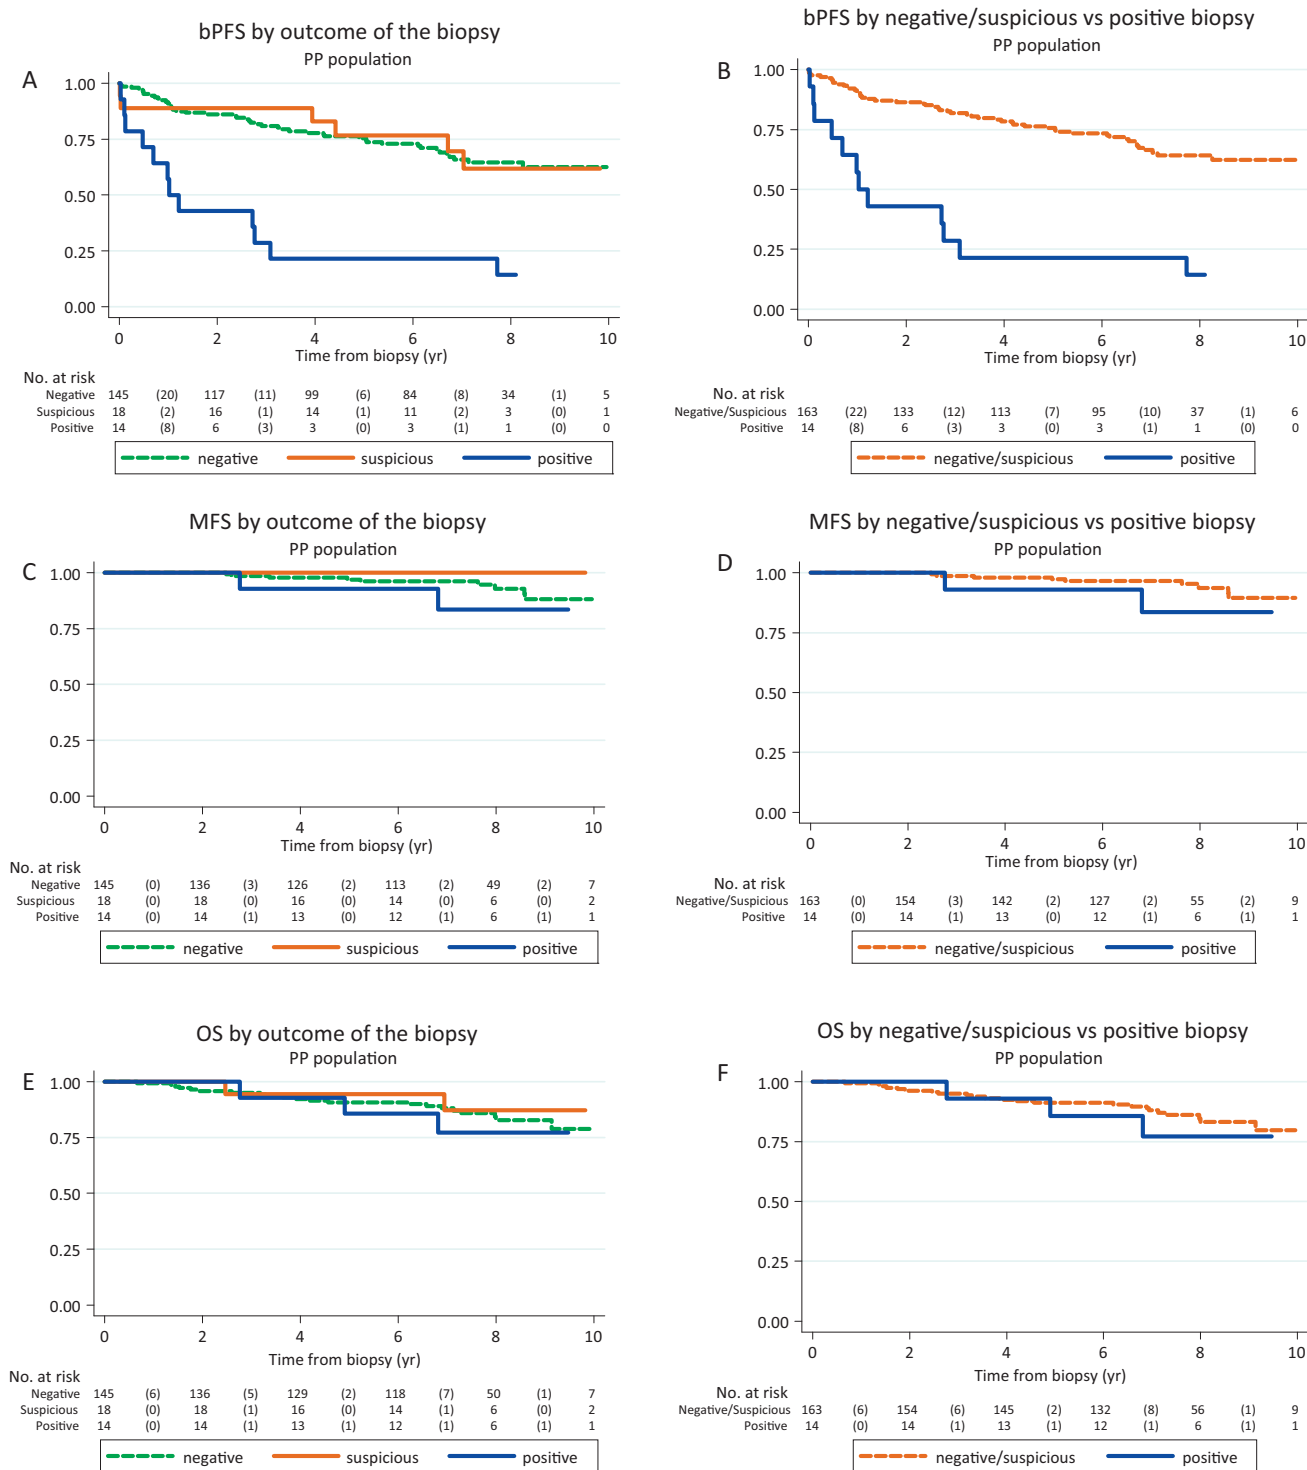 bPFS by outcome of the biopsy
PP population
A
1.00
0.75
0.50
0.25
0.00
0 2 4 6 8 10
Time from biopsy (yr)
No. at risk
Negative 145 (20) 117 (11) 99 (6) 84 (8) 34 (1) 5
Suspicious 18 (2) 16 (1) 14 (1) 11 (2) 3 (0) 1
Positive 14 (8) 6 (3) 3 (0) 3 (1) 1 (0) 0
negative suspicious positive
bPFS by negative/suspicious vs positive biopsy
PP population
B
1.00
0.75
0.50
0.25
0.00
0 2 4 6 8 10
Time from biopsy (yr)
No. at risk
Negative/Suspicious 163 (22) 133 (12) 113 (7) 95 (10) 37 (1) 6
Positive 14 (8) 6 (3) 3 (0) 3 (1) 1 (0) 0
negative/suspicious positive
MFS by outcome of the biopsy
PP population
C
1.00
0.75
0.50
0.25
0.00
0 2 4 6 8 10
Time from biopsy (yr)
No. at risk
Negative 145 (0) 136 (3) 126 (2) 113 (2) 49 (2) 7
Suspicious 18 (0) 18 (0) 16 (0) 14 (0) 6 (0) 2
Positive 14 (0) 14 (1) 13 (0) 12 (1) 6 (1) 1
negative suspicious positive
MFS by negative/suspicious vs positive biopsy
PP population
D
1.00
0.75
0.50
0.25
0.00
0 2 4 6 8 10
Time from biopsy (yr)
No. at risk
Negative/Suspicious 163 (0) 154 (3) 142 (2) 127 (2) 55 (2) 9
Positive 14 (0) 14 (1) 13 (0) 12 (1) 6 (1) 1
negative/suspicious positive
OS by outcome of the biopsy
PP population
E
1.00
0.75
0.50
0.25
0.00
0 2 4 6 8 10
Time from biopsy (yr)
No. at risk
Negative 145 (6) 136 (5) 129 (2) 118 (7) 50 (1) 7
Suspicious 18 (0) 18 (1) 16 (0) 14 (1) 6 (0) 2
Positive 14 (0) 14 (1) 13 (1) 12 (1) 6 (1) 1
negative suspicious positive
OS by negative/suspicious vs positive biopsy
PP population
F
1.00
0.75
0.50
0.25
0.00
0 2 4 6 8 10
Time from biopsy (yr)
No. at risk
Negative/Suspicious 163 (6) 154 (6) 145 (2) 132 (8) 56 (1) 9
Positive 14 (0) 14 (1) 13 (1) 12 (1) 6 (1) 1
negative/suspicious positive